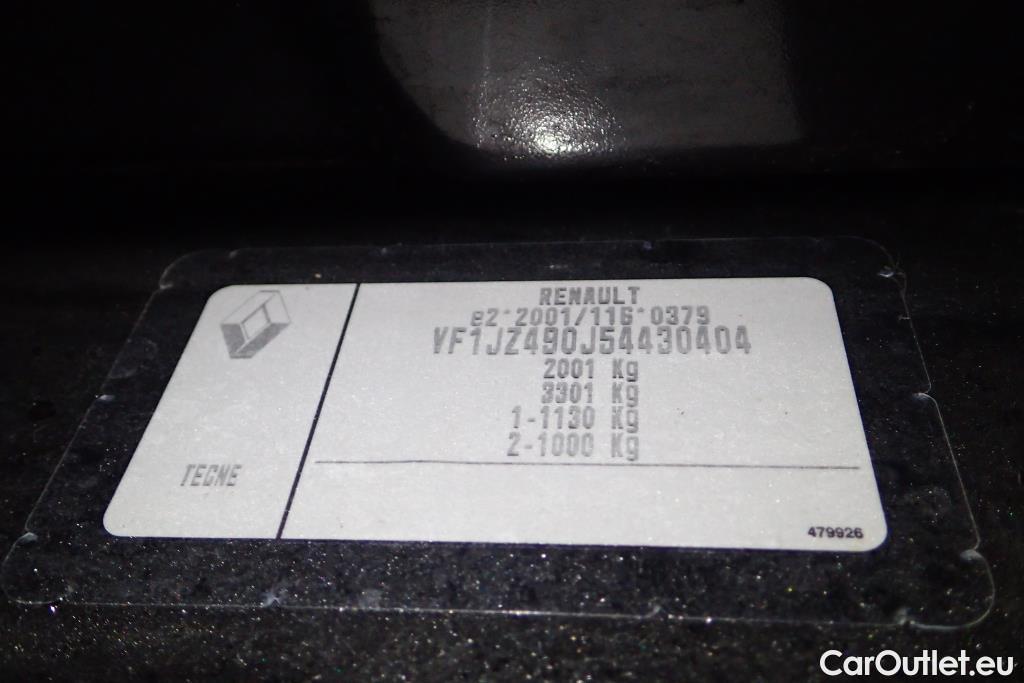 RENAULT
e2*2001/116*0379
VF1JZ490J54430404
2001 Kg
3301 Kg
1-1130 Kg
2-1000 Kg
TECNE
479926
CarOutlet.eu